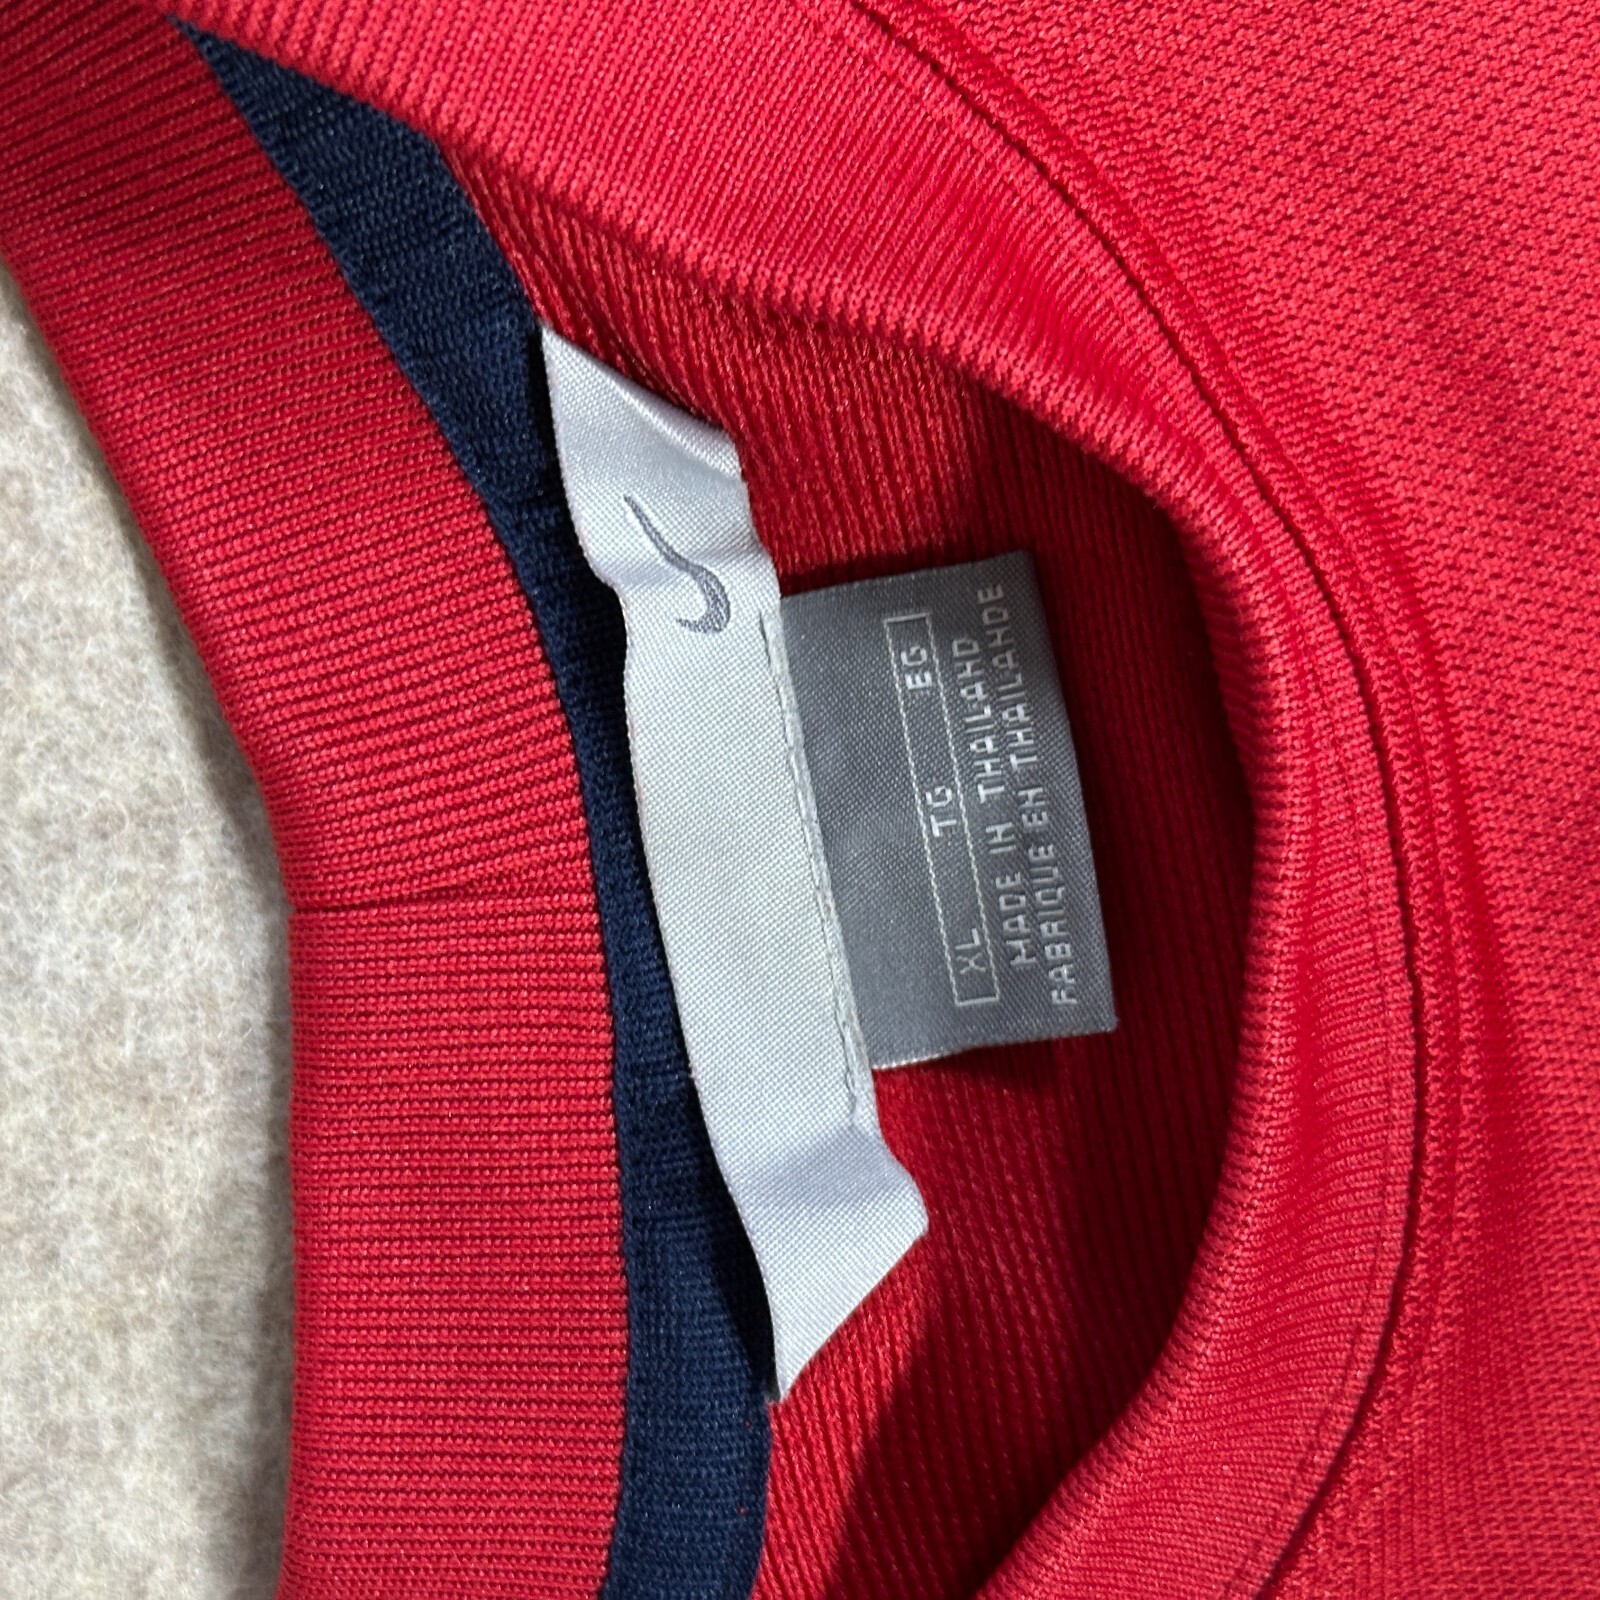 XL TG EG
MADE IN THAILAND
FABRIQUE EN THAILANDE